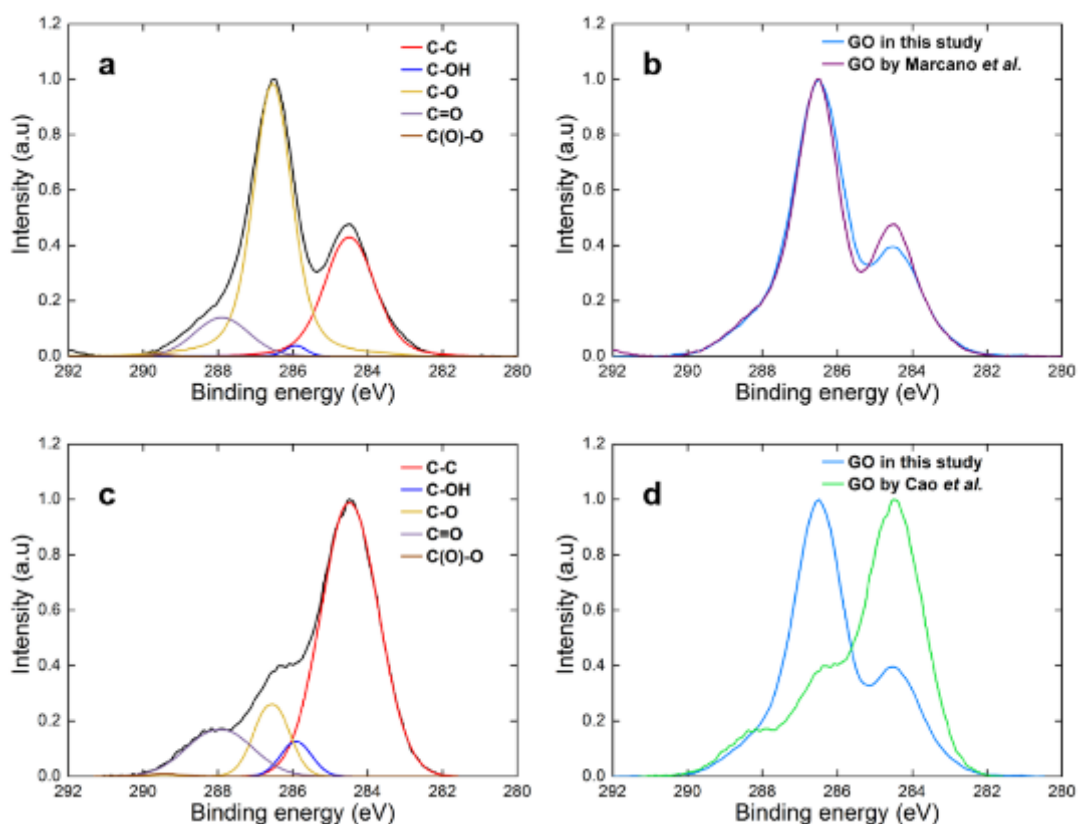 a
C-C
C-OH
C-O
C=O
C(O)-O
Intensity (a.u)
1.2
1.0
0.8
0.6
0.4
0.2
0.0
292 290 288 286 284 282 280
Binding energy (eV)
b
GO in this study
GO by Marcano et al.
Intensity (a.u)
1.2
1.0
0.8
0.6
0.4
0.2
0.0
292 290 288 286 284 282 280
Binding energy (eV)
c
C-C
C-OH
C-O
C=O
C(O)-O
Intensity (a.u)
1.2
1.0
0.8
0.6
0.4
0.2
0.0
292 290 288 286 284 282 280
Binding energy (eV)
d
GO in this study
GO by Cao et al.
Intensity (a.u)
1.2
1.0
0.8
0.6
0.4
0.2
0.0
292 290 288 286 284 282 280
Binding energy (eV)